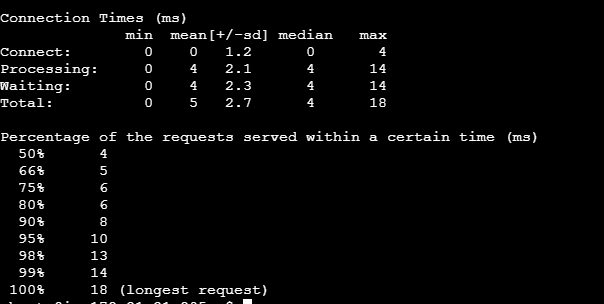 Connection Times (ms)
              min  mean[+/-sd] median   max
Connect:        0    0   1.2      0       4
Processing:     0    4   2.1      4      14
Waiting:        0    4   2.3      4      14
Total:          0    5   2.7      4      18
Percentage of the requests served within a certain time (ms)
  50%      4
  66%      5
  75%      6
  80%      6
  90%      8
  95%     10
  98%     13
  99%     14
 100%     18 (longest request)